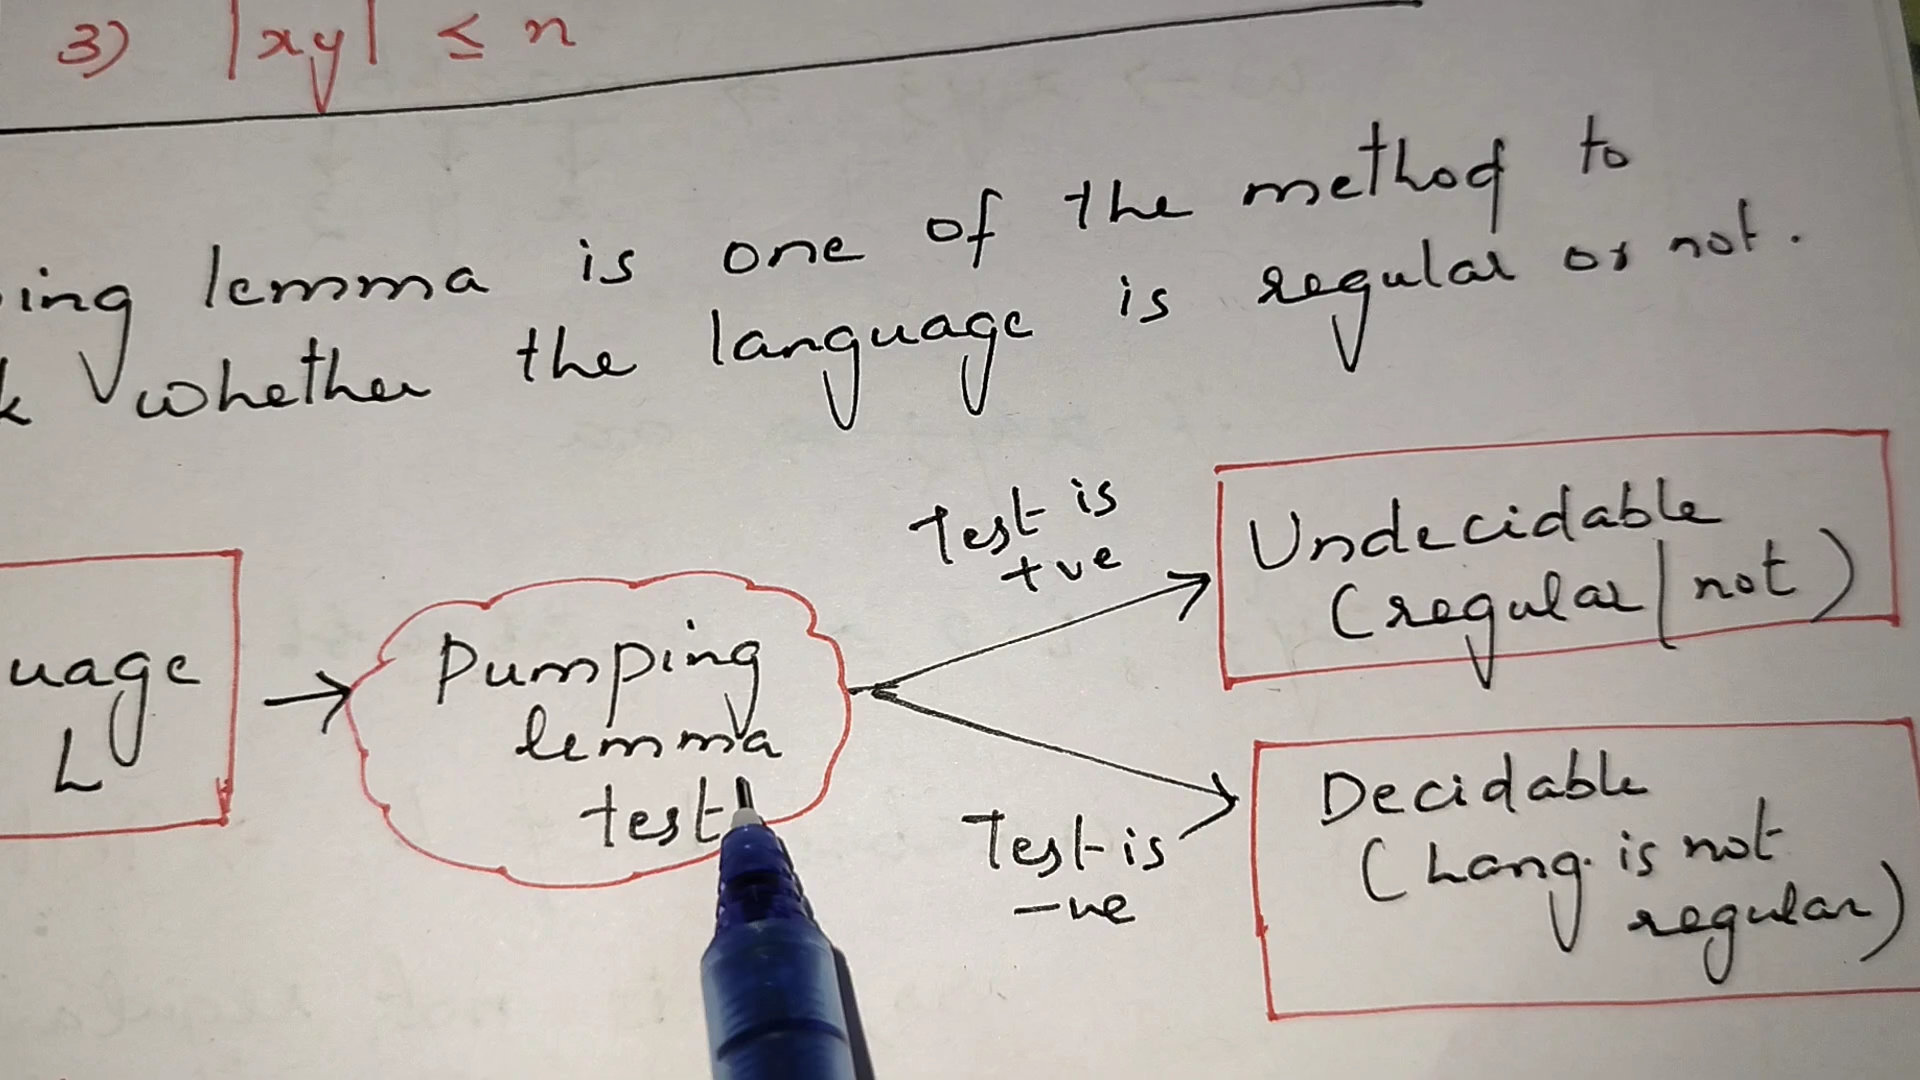 3) |xy| ≤ n
ing lemma is one of the method to
k whether the language is regular or not.
Test is
+ve
Undecidable
(regular/not)
uage
L
Pumping
lemma
test
Test is
-ve
Decidable
(Lang. is not
regular)